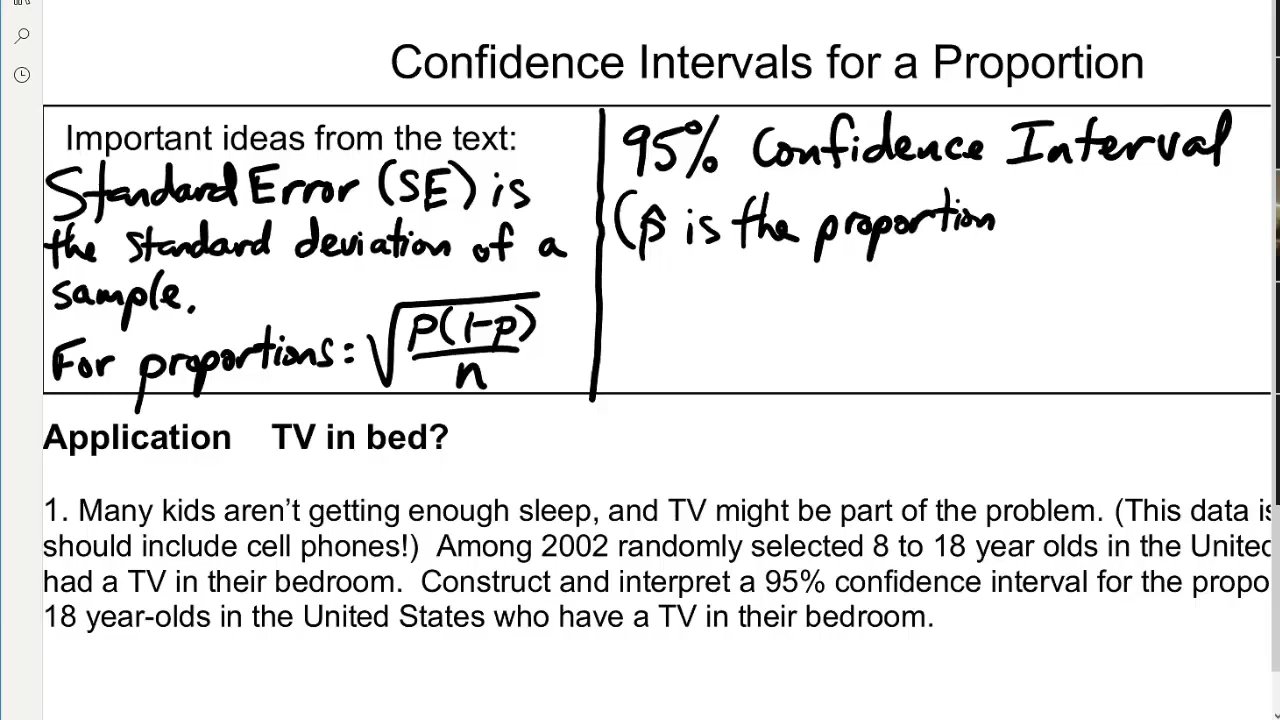 Confidence Intervals for a Proportion
Important ideas from the text:
Standard Error (SE) is
the standard deviation of a
sample.
For proportions = √ p(1-p)
n
95% Confidence Interval
(p̂ is the proportion
Application TV in bed?
1. Many kids aren’t getting enough sleep, and TV might be part of the problem. (This data is
should include cell phones!) Among 2002 randomly selected 8 to 18 year olds in the United
had a TV in their bedroom. Construct and interpret a 95% confidence interval for the propo
18 year-olds in the United States who have a TV in their bedroom.